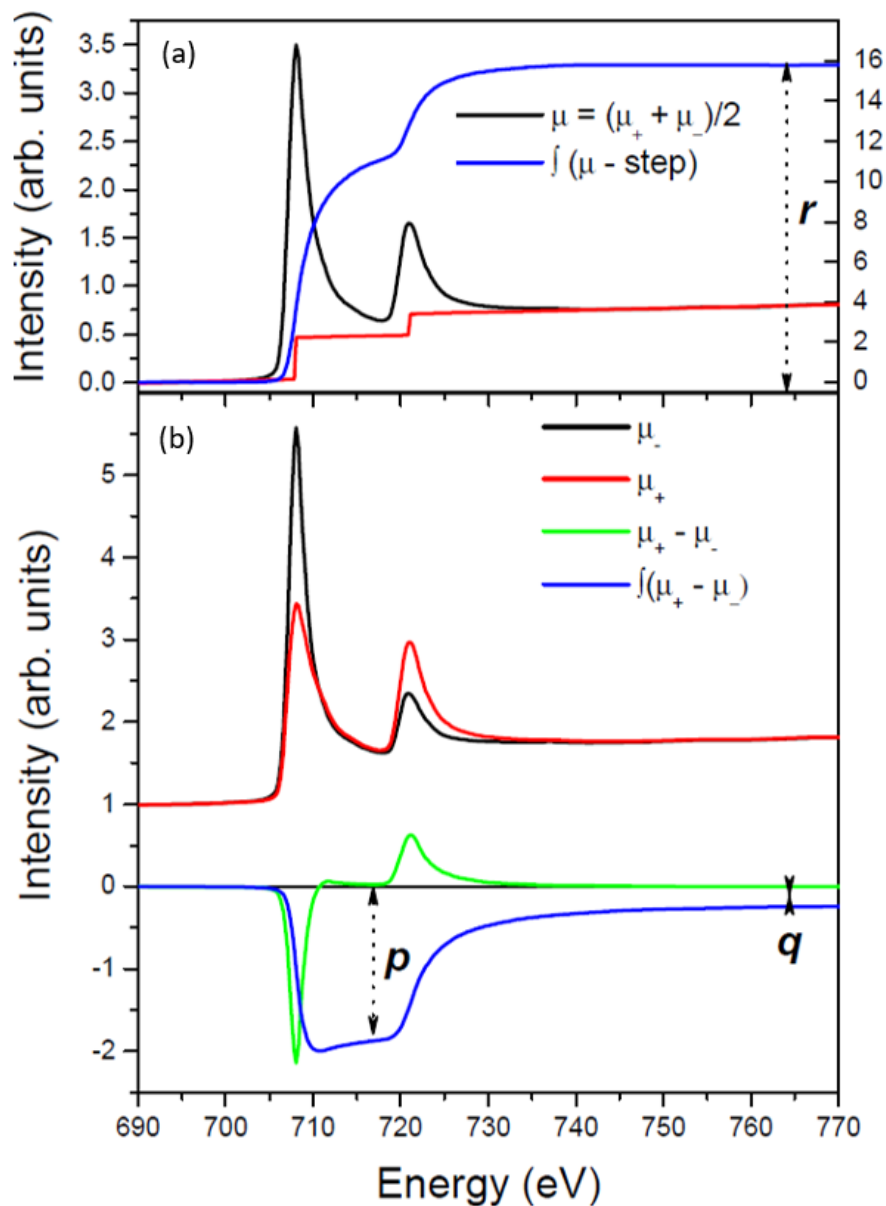 (a)
Intensity (arb. units)
3.5
3.0
2.5
2.0
1.5
1.0
0.5
0.0
μ = (μ₊ + μ₋)/2
∫ (μ - step)
r
16
14
12
10
8
6
4
2
0
(b)
Intensity (arb. units)
5
4
3
2
1
0
-1
-2
μ₋
μ₊
μ₊ - μ₋
∫(μ₊ - μ₋)
p
q
690 700 710 720 730 740 750 760 770
Energy (eV)